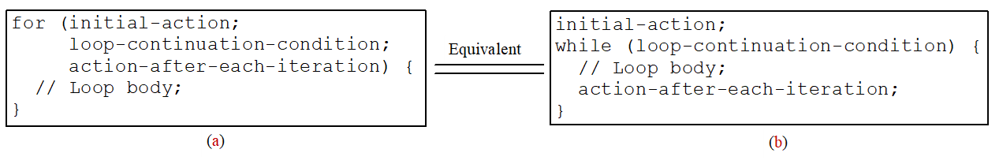 for (initial-action;
loop-continuation-condition;
action-after-each-iteration) {
// Loop body;
}
(a)
Equivalent
initial-action;
while (loop-continuation-condition) {
// Loop body;
action-after-each-iteration;
}
(b)